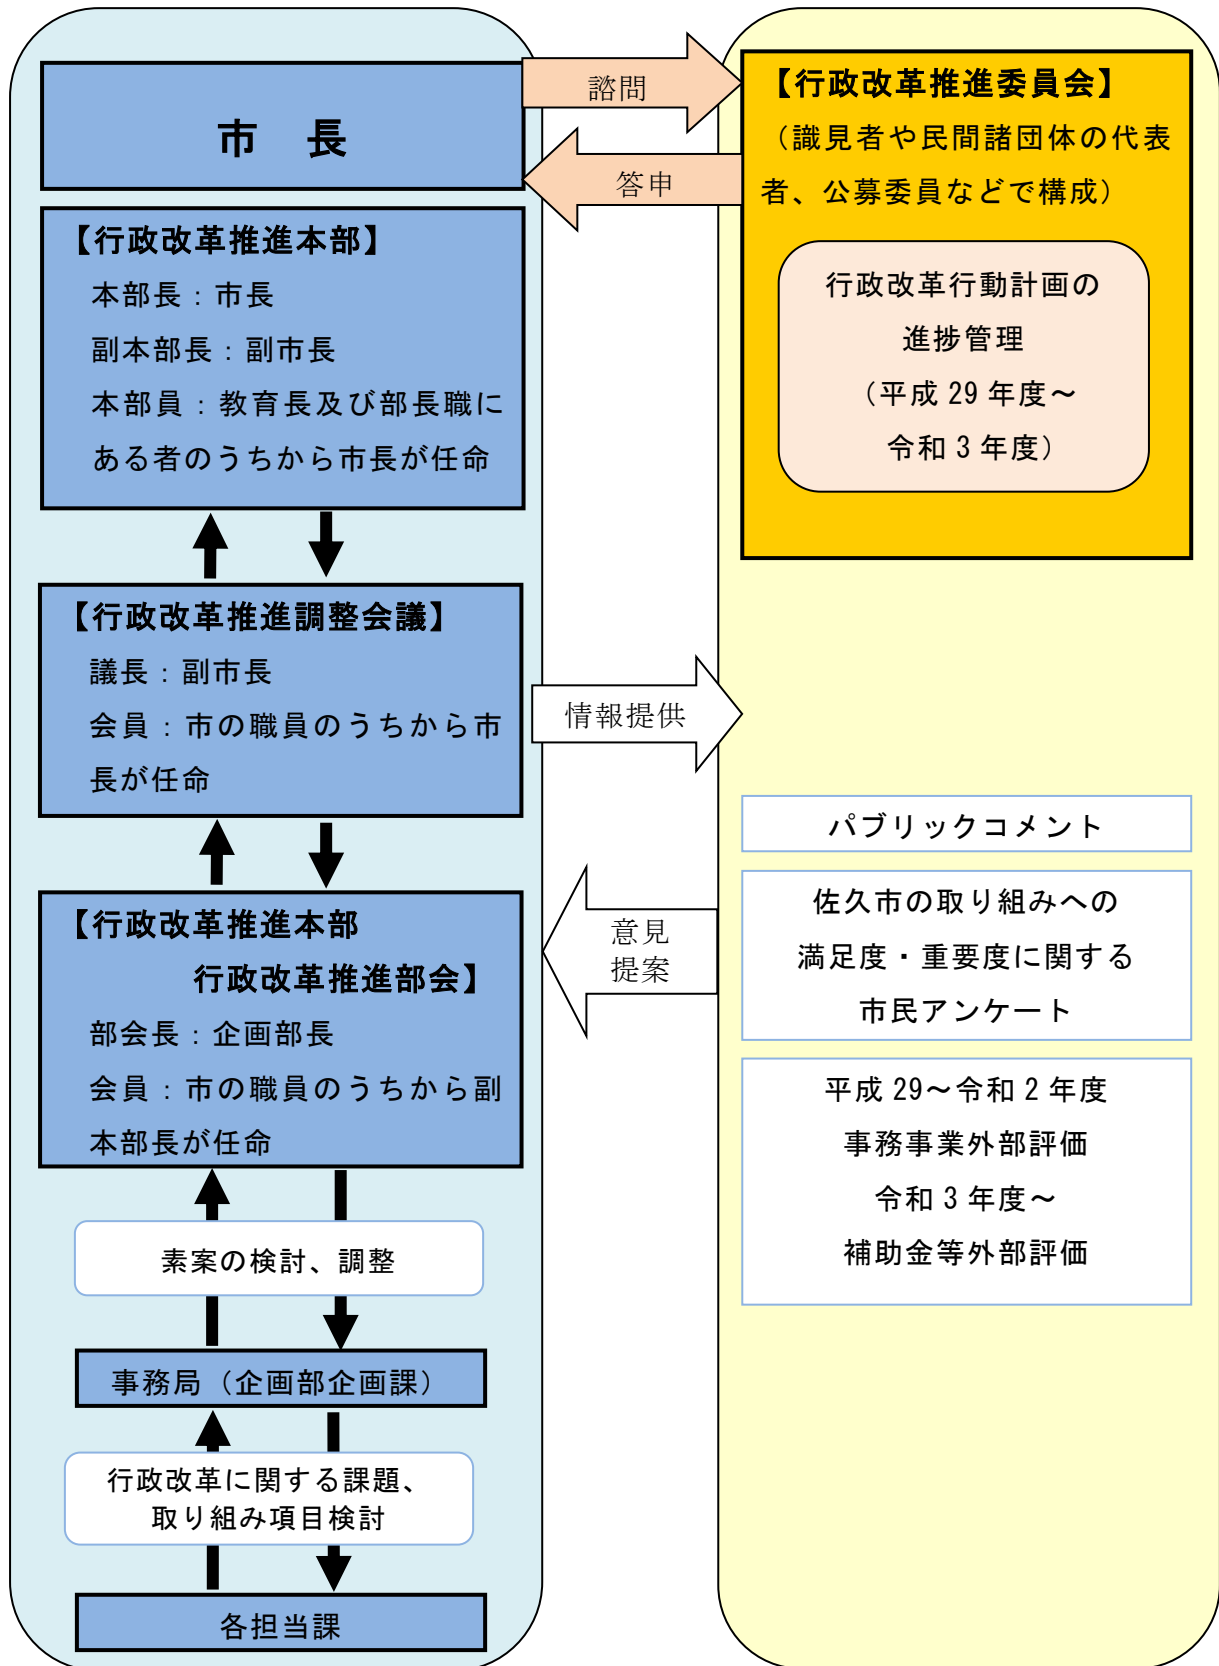 市　長
【行政改革推進本部】
本部長：市長
副本部長：副市長
本部員：教育長及び部長職に
ある者のうちから市長が任命
【行政改革推進調整会議】
議長：副市長
会員：市の職員のうちから市
長が任命
【行政改革推進本部
行政改革推進部会】
部会長：企画部長
会員：市の職員のうちから副
本部長が任命
素案の検討、調整
事務局（企画部企画課）
行政改革に関する課題、
取り組み項目検討
各担当課
諮問
答申
情報提供
意見
提案
【行政改革推進委員会】
（識見者や民間諸団体の代表
者、公募委員などで構成）
行政改革行動計画の
進捗管理
（平成 29 年度～
令和 3 年度）
パブリックコメント
佐久市の取り組みへの
満足度・重要度に関する
市民アンケート
平成 29～令和 2 年度
事務事業外部評価
令和 3 年度～
補助金等外部評価